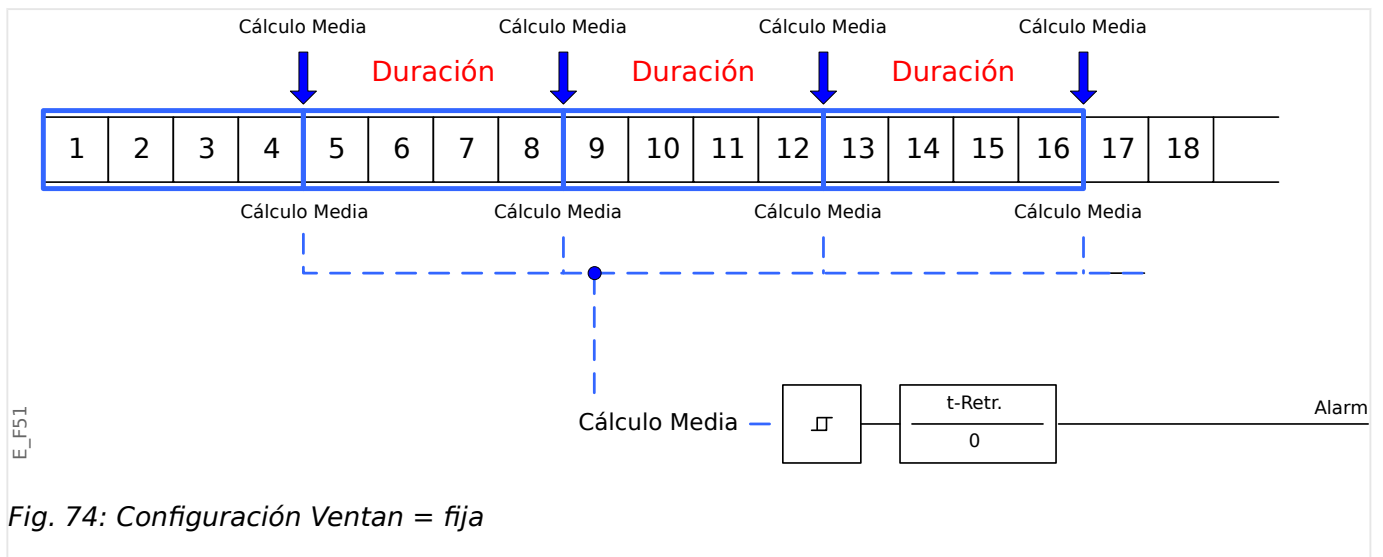 Cálculo Media Cálculo Media Cálculo Media Cálculo Media
Duración Duración Duración
1 2 3 4 5 6 7 8 9 10 11 12 13 14 15 16 17 18
Cálculo Media Cálculo Media Cálculo Media Cálculo Media
t-Retr.
Alarm
Cálculo Media
0
E_F51
Fig. 74: Configuración Ventan = fija